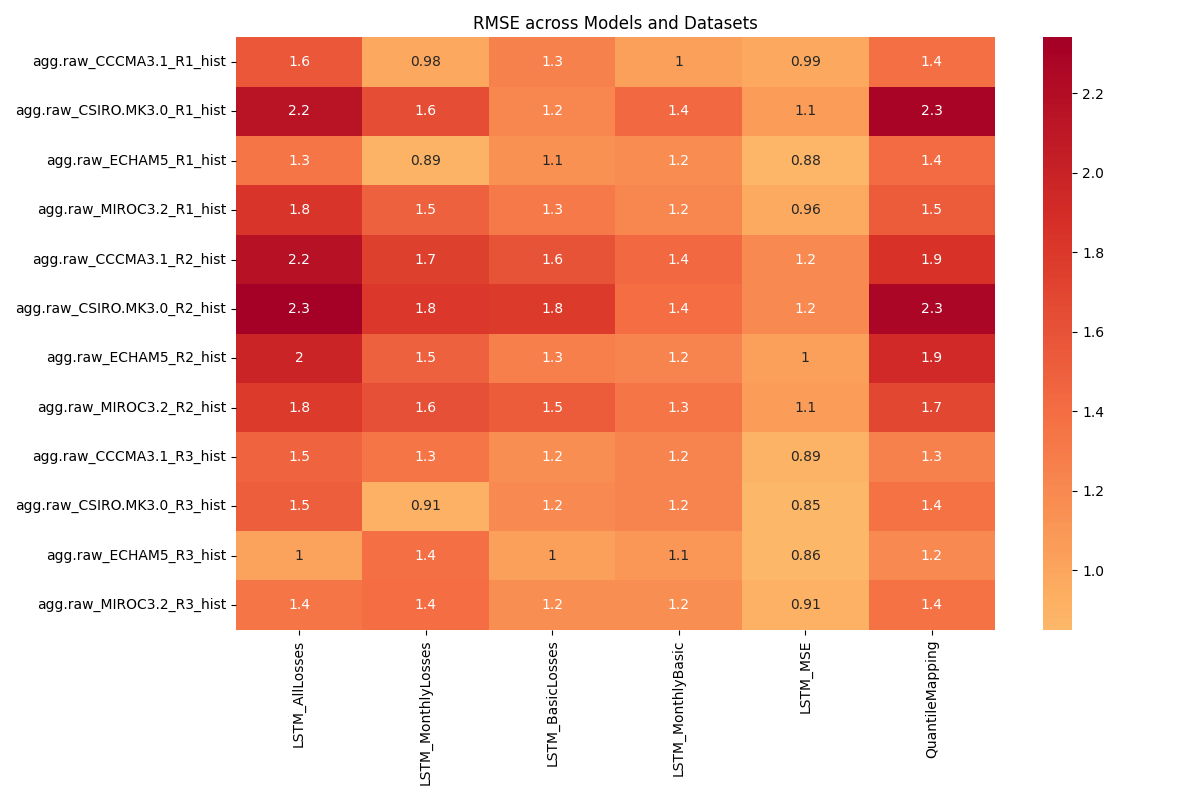 RMSE across Models and Datasets
agg.raw_CCCMA3.1_R1_hist 1.6 0.98 1.3 1 0.99 1.4
agg.raw_CSIRO.MK3.0_R1_hist 2.2 1.6 1.2 1.4 1.1 2.3
agg.raw_ECHAM5_R1_hist 1.3 0.89 1.1 1.2 0.88 1.4
agg.raw_MIROC3.2_R1_hist 1.8 1.5 1.3 1.2 0.96 1.5
agg.raw_CCCMA3.1_R2_hist 2.2 1.7 1.6 1.4 1.2 1.9
agg.raw_CSIRO.MK3.0_R2_hist 2.3 1.8 1.8 1.4 1.2 2.3
agg.raw_ECHAM5_R2_hist 2 1.5 1.3 1.2 1 1.9
agg.raw_MIROC3.2_R2_hist 1.8 1.6 1.5 1.3 1.1 1.7
agg.raw_CCCMA3.1_R3_hist 1.5 1.3 1.2 1.2 0.89 1.3
agg.raw_CSIRO.MK3.0_R3_hist 1.5 0.91 1.2 1.2 0.85 1.4
agg.raw_ECHAM5_R3_hist 1 1.4 1 1.1 0.86 1.2
agg.raw_MIROC3.2_R3_hist 1.4 1.4 1.2 1.2 0.91 1.4
LSTM_AllLosses
LSTM_MonthlyLosses
LSTM_BasicLosses
LSTM_MonthlyBasic
LSTM_MSE
QuantileMapping
2.2
2.0
1.8
1.6
1.4
1.2
1.0